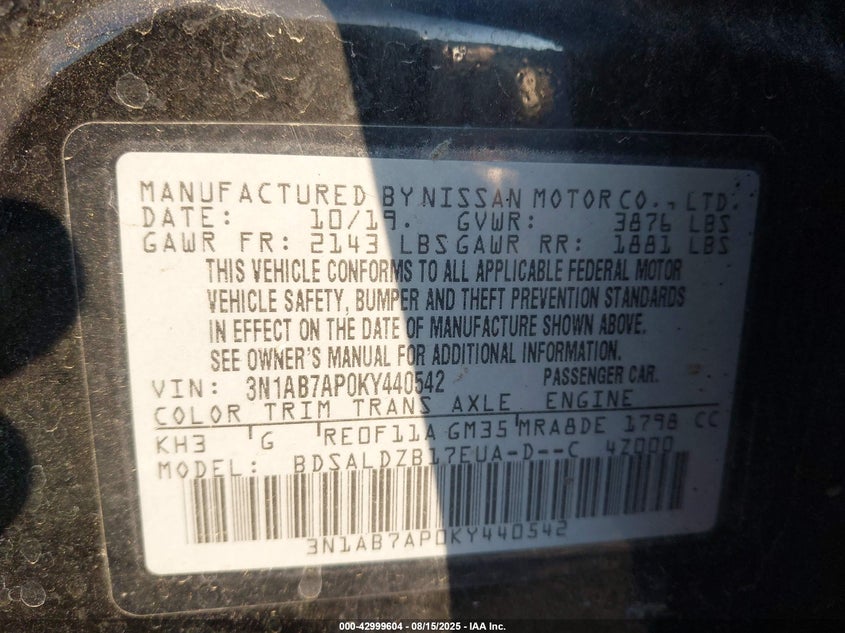 MANUFACTURED BY NISSAN MOTOR CO., LTD.
DATE: 10/19. GVWR: 3876 LBS
GAWR FR: 2143 LBS GAWR RR: 1881 LBS
THIS VEHICLE CONFORMS TO ALL APPLICABLE FEDERAL MOTOR
VEHICLE SAFETY, BUMPER AND THEFT PREVENTION STANDARDS
IN EFFECT ON THE DATE OF MANUFACTURE SHOWN ABOVE.
SEE OWNER'S MANUAL FOR ADDITIONAL INFORMATION.
VIN: 3N1AB7AP0KY440542 PASSENGER CAR.
COLOR TRIM TRANS AXLE ENGINE
KH3 G RE0F11A GM35 MRA8DE 1798 CC
MODEL: BDSALDZB17EUA-D--C 4Z000
3N1AB7AP0KY440542
000-42999604 - 08/15/2025 - IAA Inc.